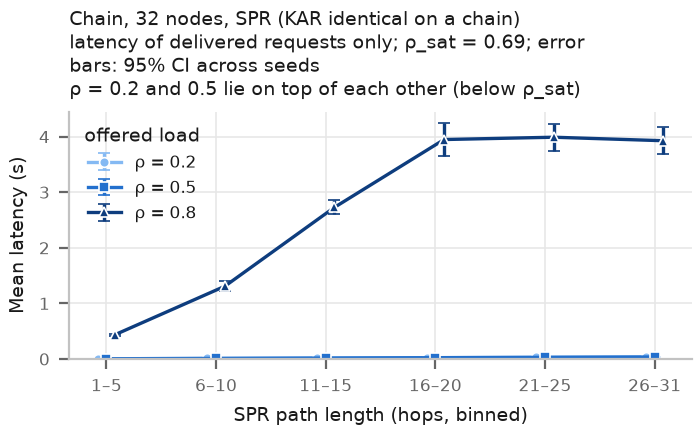 Chain, 32 nodes, SPR (KAR identical on a chain)
latency of delivered requests only; ρ_sat = 0.69; error
bars: 95% CI across seeds
ρ = 0.2 and 0.5 lie on top of each other (below ρ_sat)
offered load
ρ = 0.2
ρ = 0.5
ρ = 0.8
Mean latency (s)
4
3
2
1
0
1–5
6–10
11–15
16–20
21–25
26–31
SPR path length (hops, binned)